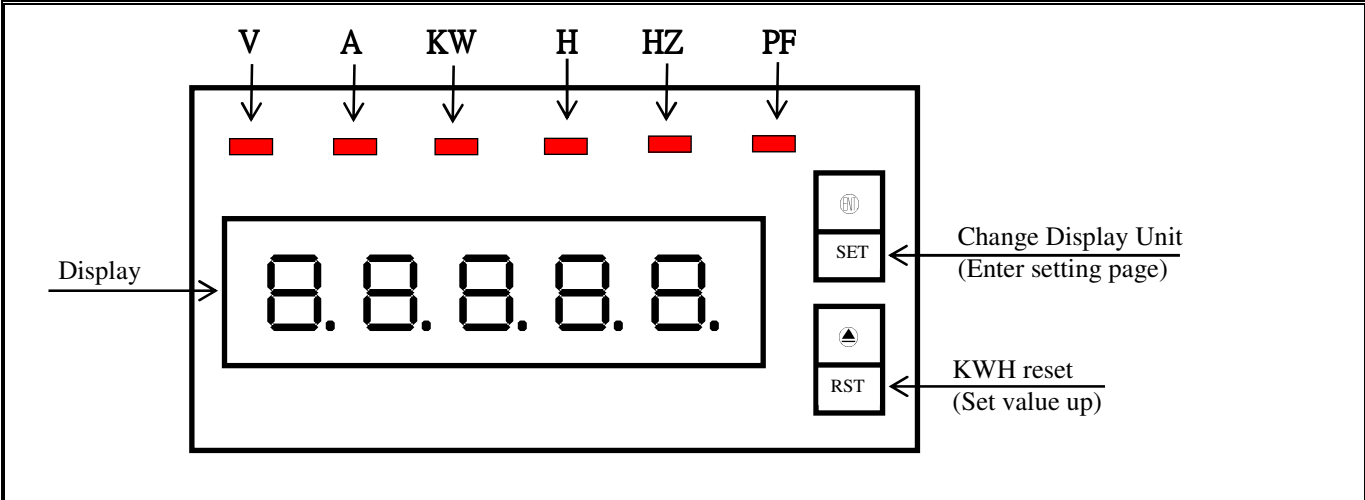 V A KW H HZ PF
ENT
SET
Change Display Unit
(Enter setting page)
Display
8.8.8.8.8.
RST
KWH reset
(Set value up)